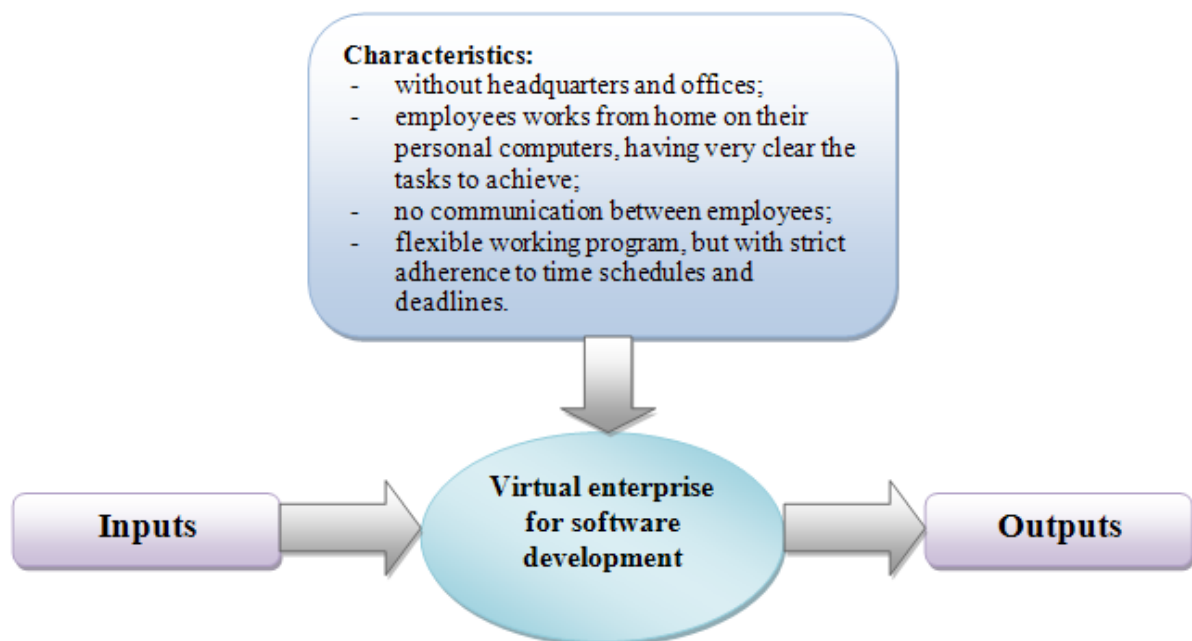 Characteristics:
- without headquarters and offices;
- employees works from home on their
personal computers, having very clear the
tasks to achieve;
- no communication between employees;
- flexible working program, but with strict
adherence to time schedules and
deadlines.
Inputs
Virtual enterprise
for software
development
Outputs